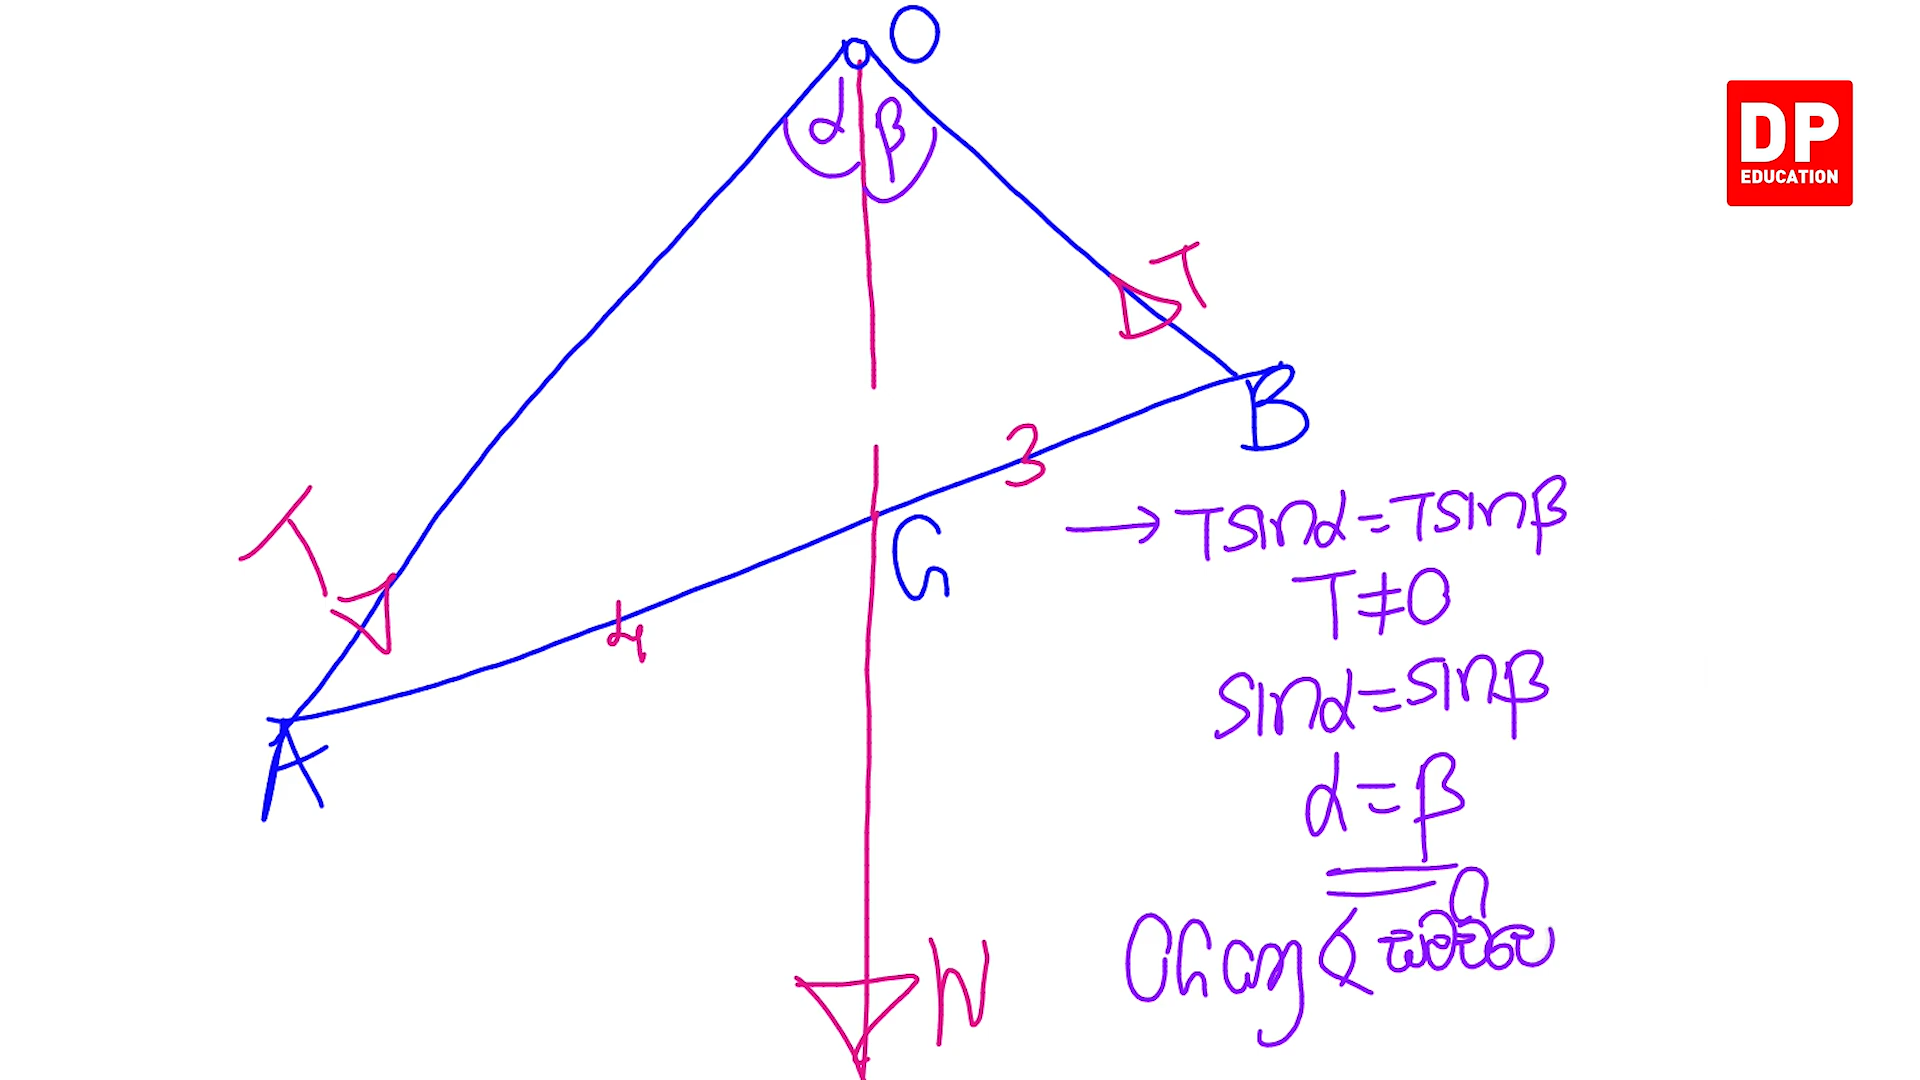 O
DP
EDUCATION
α β
T
B
3
T
G
4
A
→ Tsinα = Tsinβ
T ≠ 0
sinα = sinβ
α = β
W